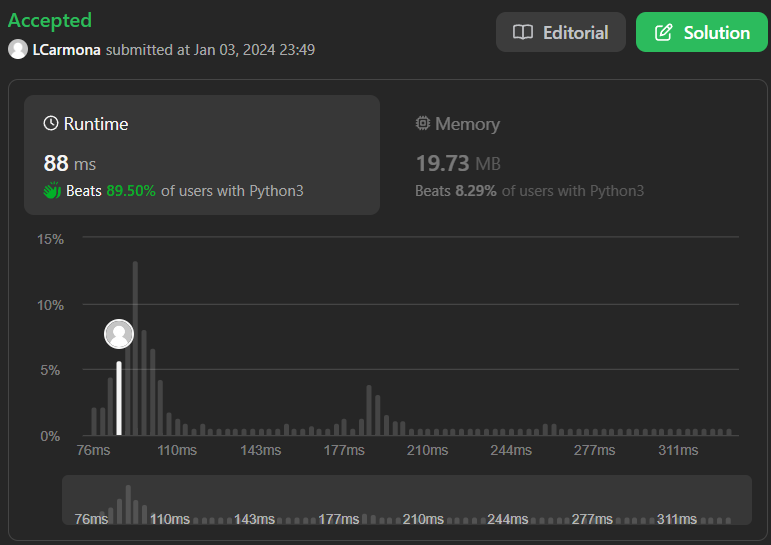 Accepted
LCarmona submitted at Jan 03, 2024 23:49
Editorial
Solution
Runtime
88 ms
Beats 89.50% of users with Python3
Memory
19.73 MB
Beats 8.29% of users with Python3
15%
10%
5%
0%
76ms 110ms 143ms 177ms 210ms 244ms 277ms 311ms
76ms 110ms 143ms 177ms 210ms 244ms 277ms 311ms